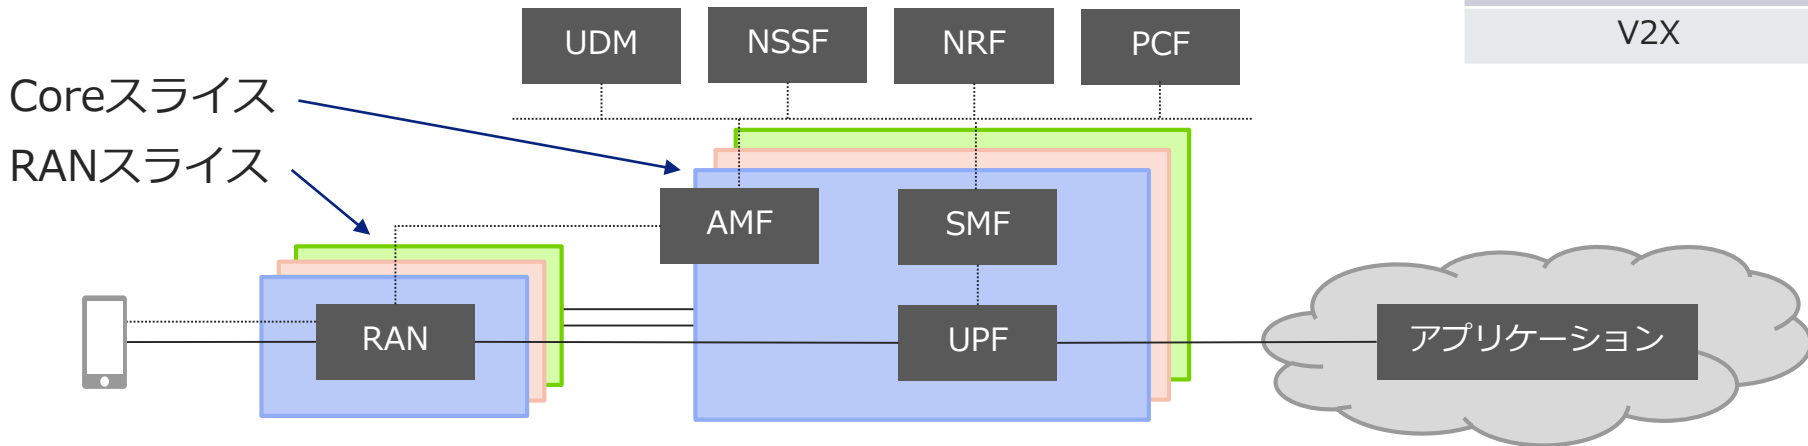 V2X
UDM
NSSF
NRF
PCF
Coreスライス
RANスライス
AMF
SMF
RAN
UPF
アプリケーション